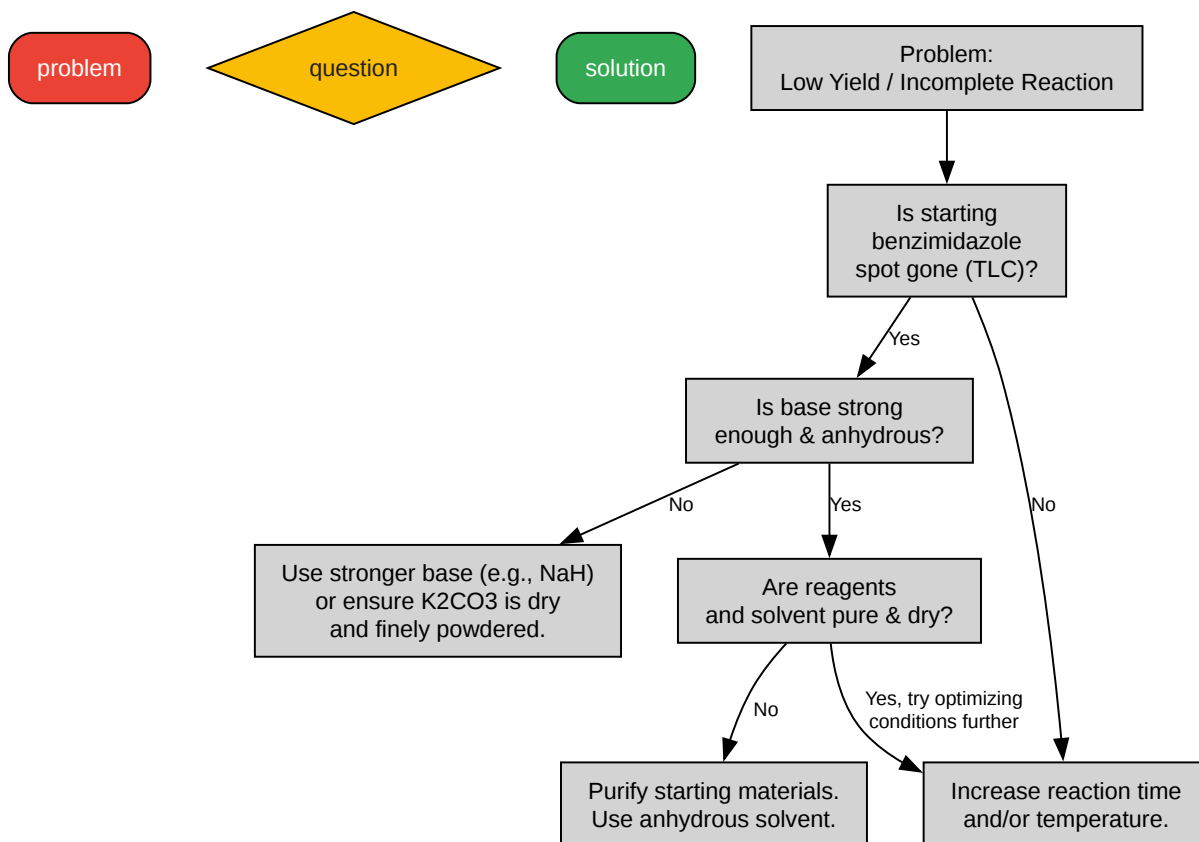 problem
question
solution
Problem:
Low Yield / Incomplete Reaction
Is starting
benzimidazole
spot gone (TLC)?
Yes
Is base strong
enough & anhydrous?
No
Yes
No
Use stronger base (e.g., NaH)
or ensure K2CO3 is dry
and finely powdered.
Are reagents
and solvent pure & dry?
No
Yes, try optimizing
conditions further
Purify starting materials.
Use anhydrous solvent.
Increase reaction time
and/or temperature.